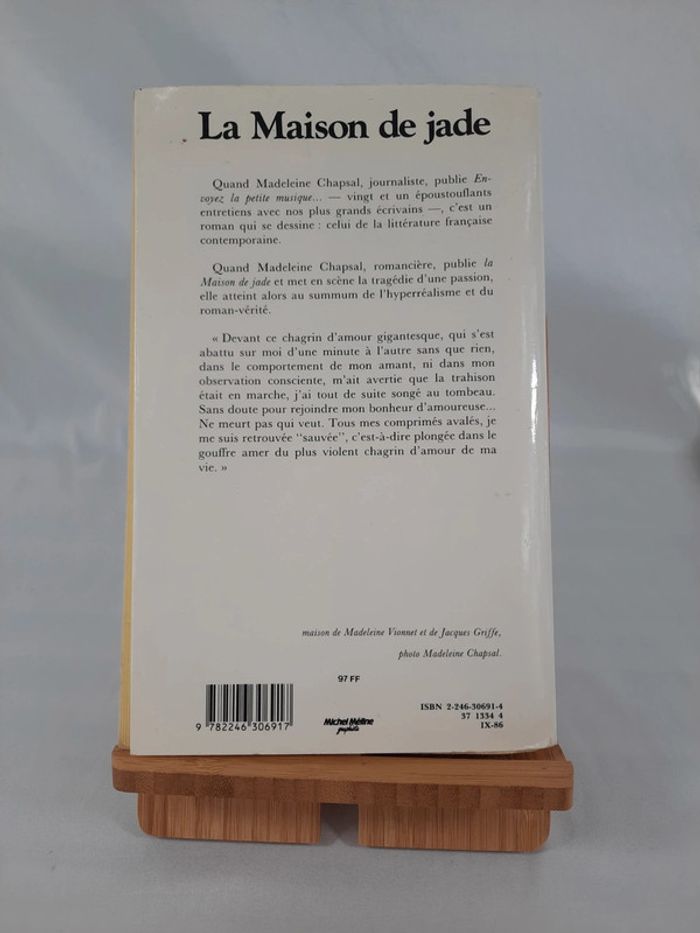 La Maison de jade
Quand Madeleine Chapsal, journaliste, publie En-
voyez la petite musique... — vingt et un époustouflants
entretiens avec nos plus grands écrivains —, c'est un
roman qui se dessine : celui de la littérature française
contemporaine.
Quand Madeleine Chapsal, romancière, publie la
Maison de jade et met en scène la tragédie d'une passion,
elle atteint alors au summum de l'hyperréalisme et du
roman-vérité.
« Devant ce chagrin d'amour gigantesque, qui s'est
abattu sur moi d'une minute à l'autre sans que rien,
dans le comportement de mon amant, ni dans mon
observation consciente, m'ait avertie que la trahison
était en marche, j'ai tout de suite songé au tombeau.
Sans doute pour rejoindre mon bonheur d'amoureuse...
Ne meurt pas qui veut. Tous mes comprimés avalés, je
me suis retrouvée "sauvée", c'est-à-dire plongée dans le
gouffre amer du plus violent chagrin d'amour de ma
vie. »
maison de Madeleine Vionnet et de Jacques Griffe,
photo Madeleine Chapsal.
97 FF
9 782246 306917
Michel Méline
graphiste
ISBN 2-246-30691-4
37 1334 4
IX-86